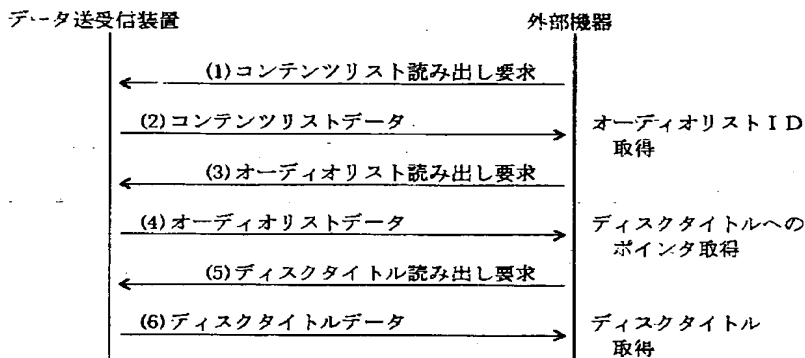 データ送受信装置
外部機器
(1)コンテンツリスト読み出し要求
(2)コンテンツリストデータ
オーディオリストID
取得
(3)オーディオリスト読み出し要求
(4)オーディオリストデータ
ディスクタイトルへの
ポインタ取得
(5)ディスクタイトル読み出し要求
(6)ディスクタイトルデータ
ディスクタイトル
取得